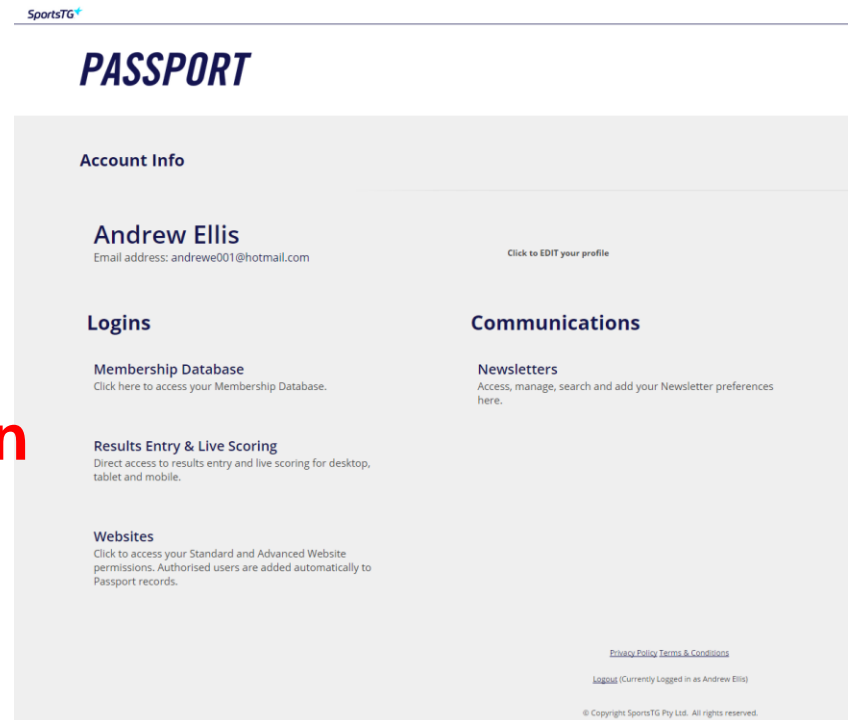 SportsTG
PASSPORT
Account Info
Andrew Ellis
Email address: andrewe001@hotmail.com
Click to EDIT your profile
Logins
Communications
Membership Database
Click here to access your Membership Database.
Newsletters
Access, manage, search and add your Newsletter preferences
here.
n
Results Entry & Live Scoring
Direct access to results entry and live scoring for desktop,
tablet and mobile.
Websites
Click to access your Standard and Advanced Website
permissions. Authorised users are added automatically to
Passport records.
Privacy Policy Terms & Conditions
Logout (Currently Logged in as Andrew Ellis)
© Copyright SportsTG Pty Ltd. All rights reserved.